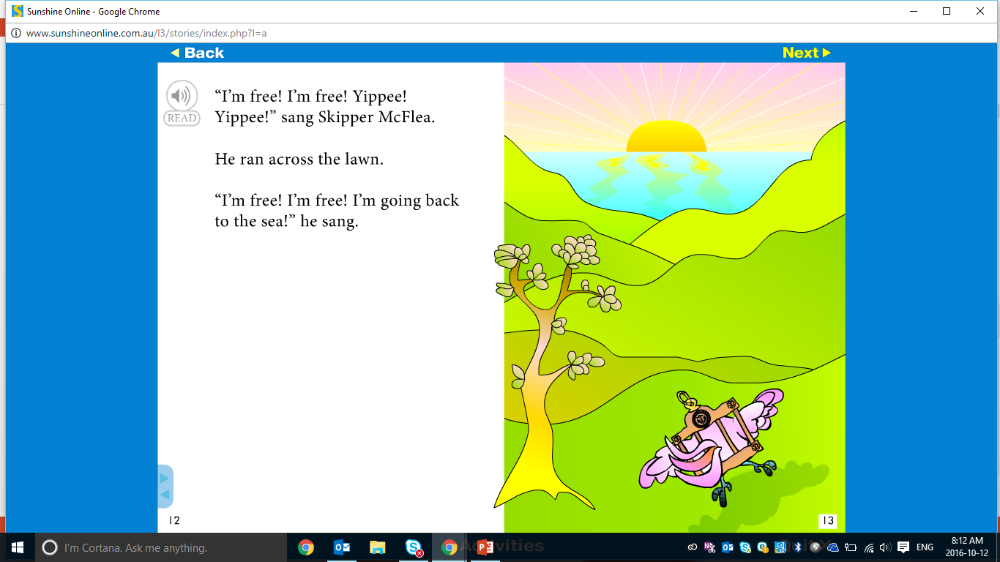 Sunshine Online - Google Chrome
www.sunshineonline.com.au/l3/stories/index.php?l=a
Back
Next
READ
“I’m free! I’m free! Yippee!
Yippee!” sang Skipper McFlea.
He ran across the lawn.
“I’m free! I’m free! I’m going back
to the sea!” he sang.
12
13
I'm Cortana. Ask me anything.
Activities
Quit X
ENG
8:12 AM
2016-10-12